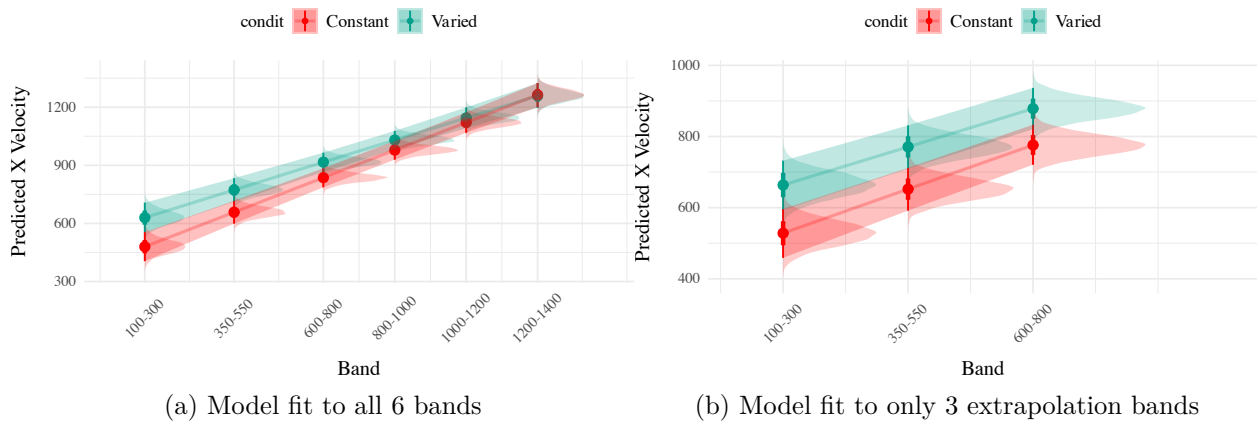 condit Constant Varied
Predicted X Velocity
1200
900
600
300
100-300
350-550
600-800
800-1000
1000-1200
1200-1400
Band
(a) Model fit to all 6 bands
condit Constant Varied
Predicted X Velocity
1000
800
600
400
100-300
350-550
600-800
Band
(b) Model fit to only 3 extrapolation bands